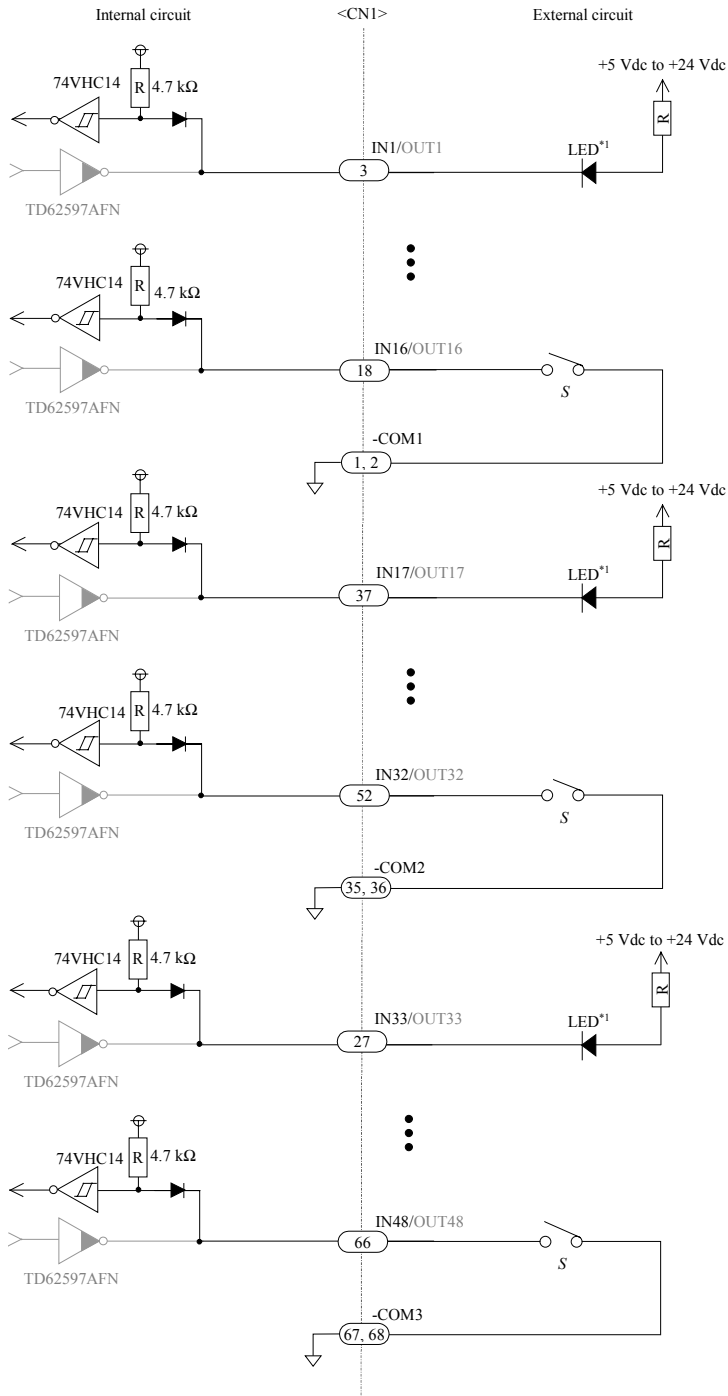 Internal circuit <CN1> External circuit
+5 Vdc to +24 Vdc
74VHC14 R 4.7 kΩ
R
IN1/OUT1 LED*1
3
TD62597AFN
74VHC14 R 4.7 kΩ
IN16/OUT16
18
S
TD62597AFN
-COM1
1, 2
+5 Vdc to +24 Vdc
74VHC14 R 4.7 kΩ
R
IN17/OUT17 LED*1
37
TD62597AFN
74VHC14 R 4.7 kΩ
IN32/OUT32
52
S
TD62597AFN
-COM2
35, 36
+5 Vdc to +24 Vdc
74VHC14 R 4.7 kΩ
R
IN33/OUT33 LED*1
27
TD62597AFN
74VHC14 R 4.7 kΩ
IN48/OUT48
66
S
TD62597AFN
-COM3
67, 68